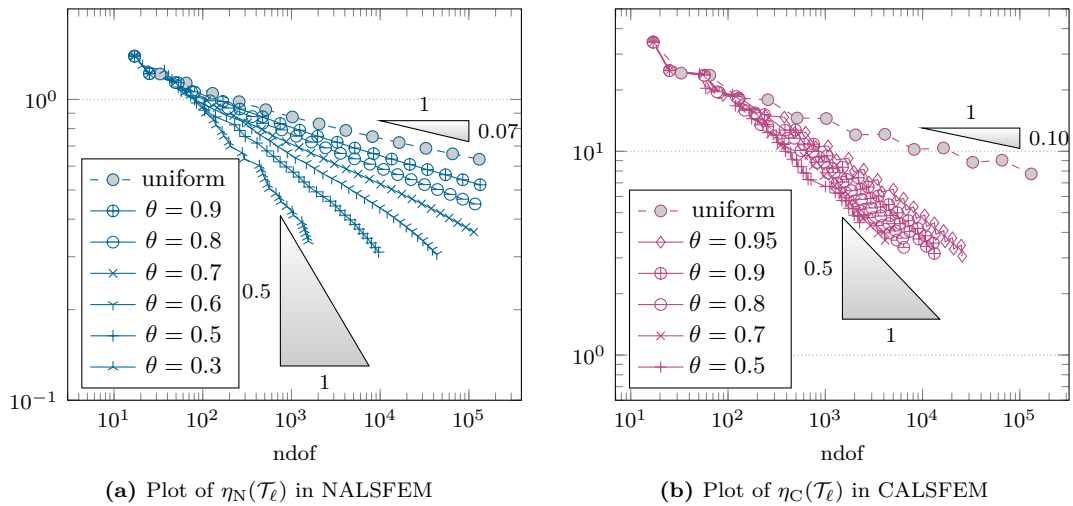 10^0
10^{-1}
10^1
10^2
10^3
10^4
10^5
ndof
1
0.07
0.5
1
uniform
θ = 0.9
θ = 0.8
θ = 0.7
θ = 0.6
θ = 0.5
θ = 0.3
(a) Plot of η_N(𝒯_ℓ) in NALSFEM
10^1
10^0
10^1
10^2
10^3
10^4
10^5
ndof
1
0.10
0.5
1
uniform
θ = 0.95
θ = 0.9
θ = 0.8
θ = 0.7
θ = 0.5
(b) Plot of η_C(𝒯_ℓ) in CALSFEM